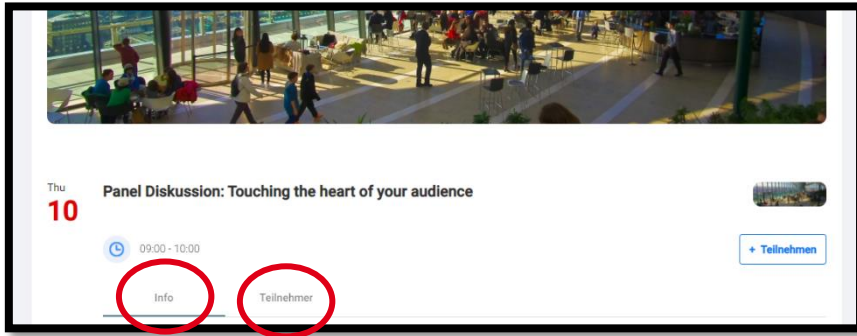 Thu
10
Panel Diskussion: Touching the heart of your audience
09:00 - 10:00
+ Teilnehmen
Info
Teilnehmer